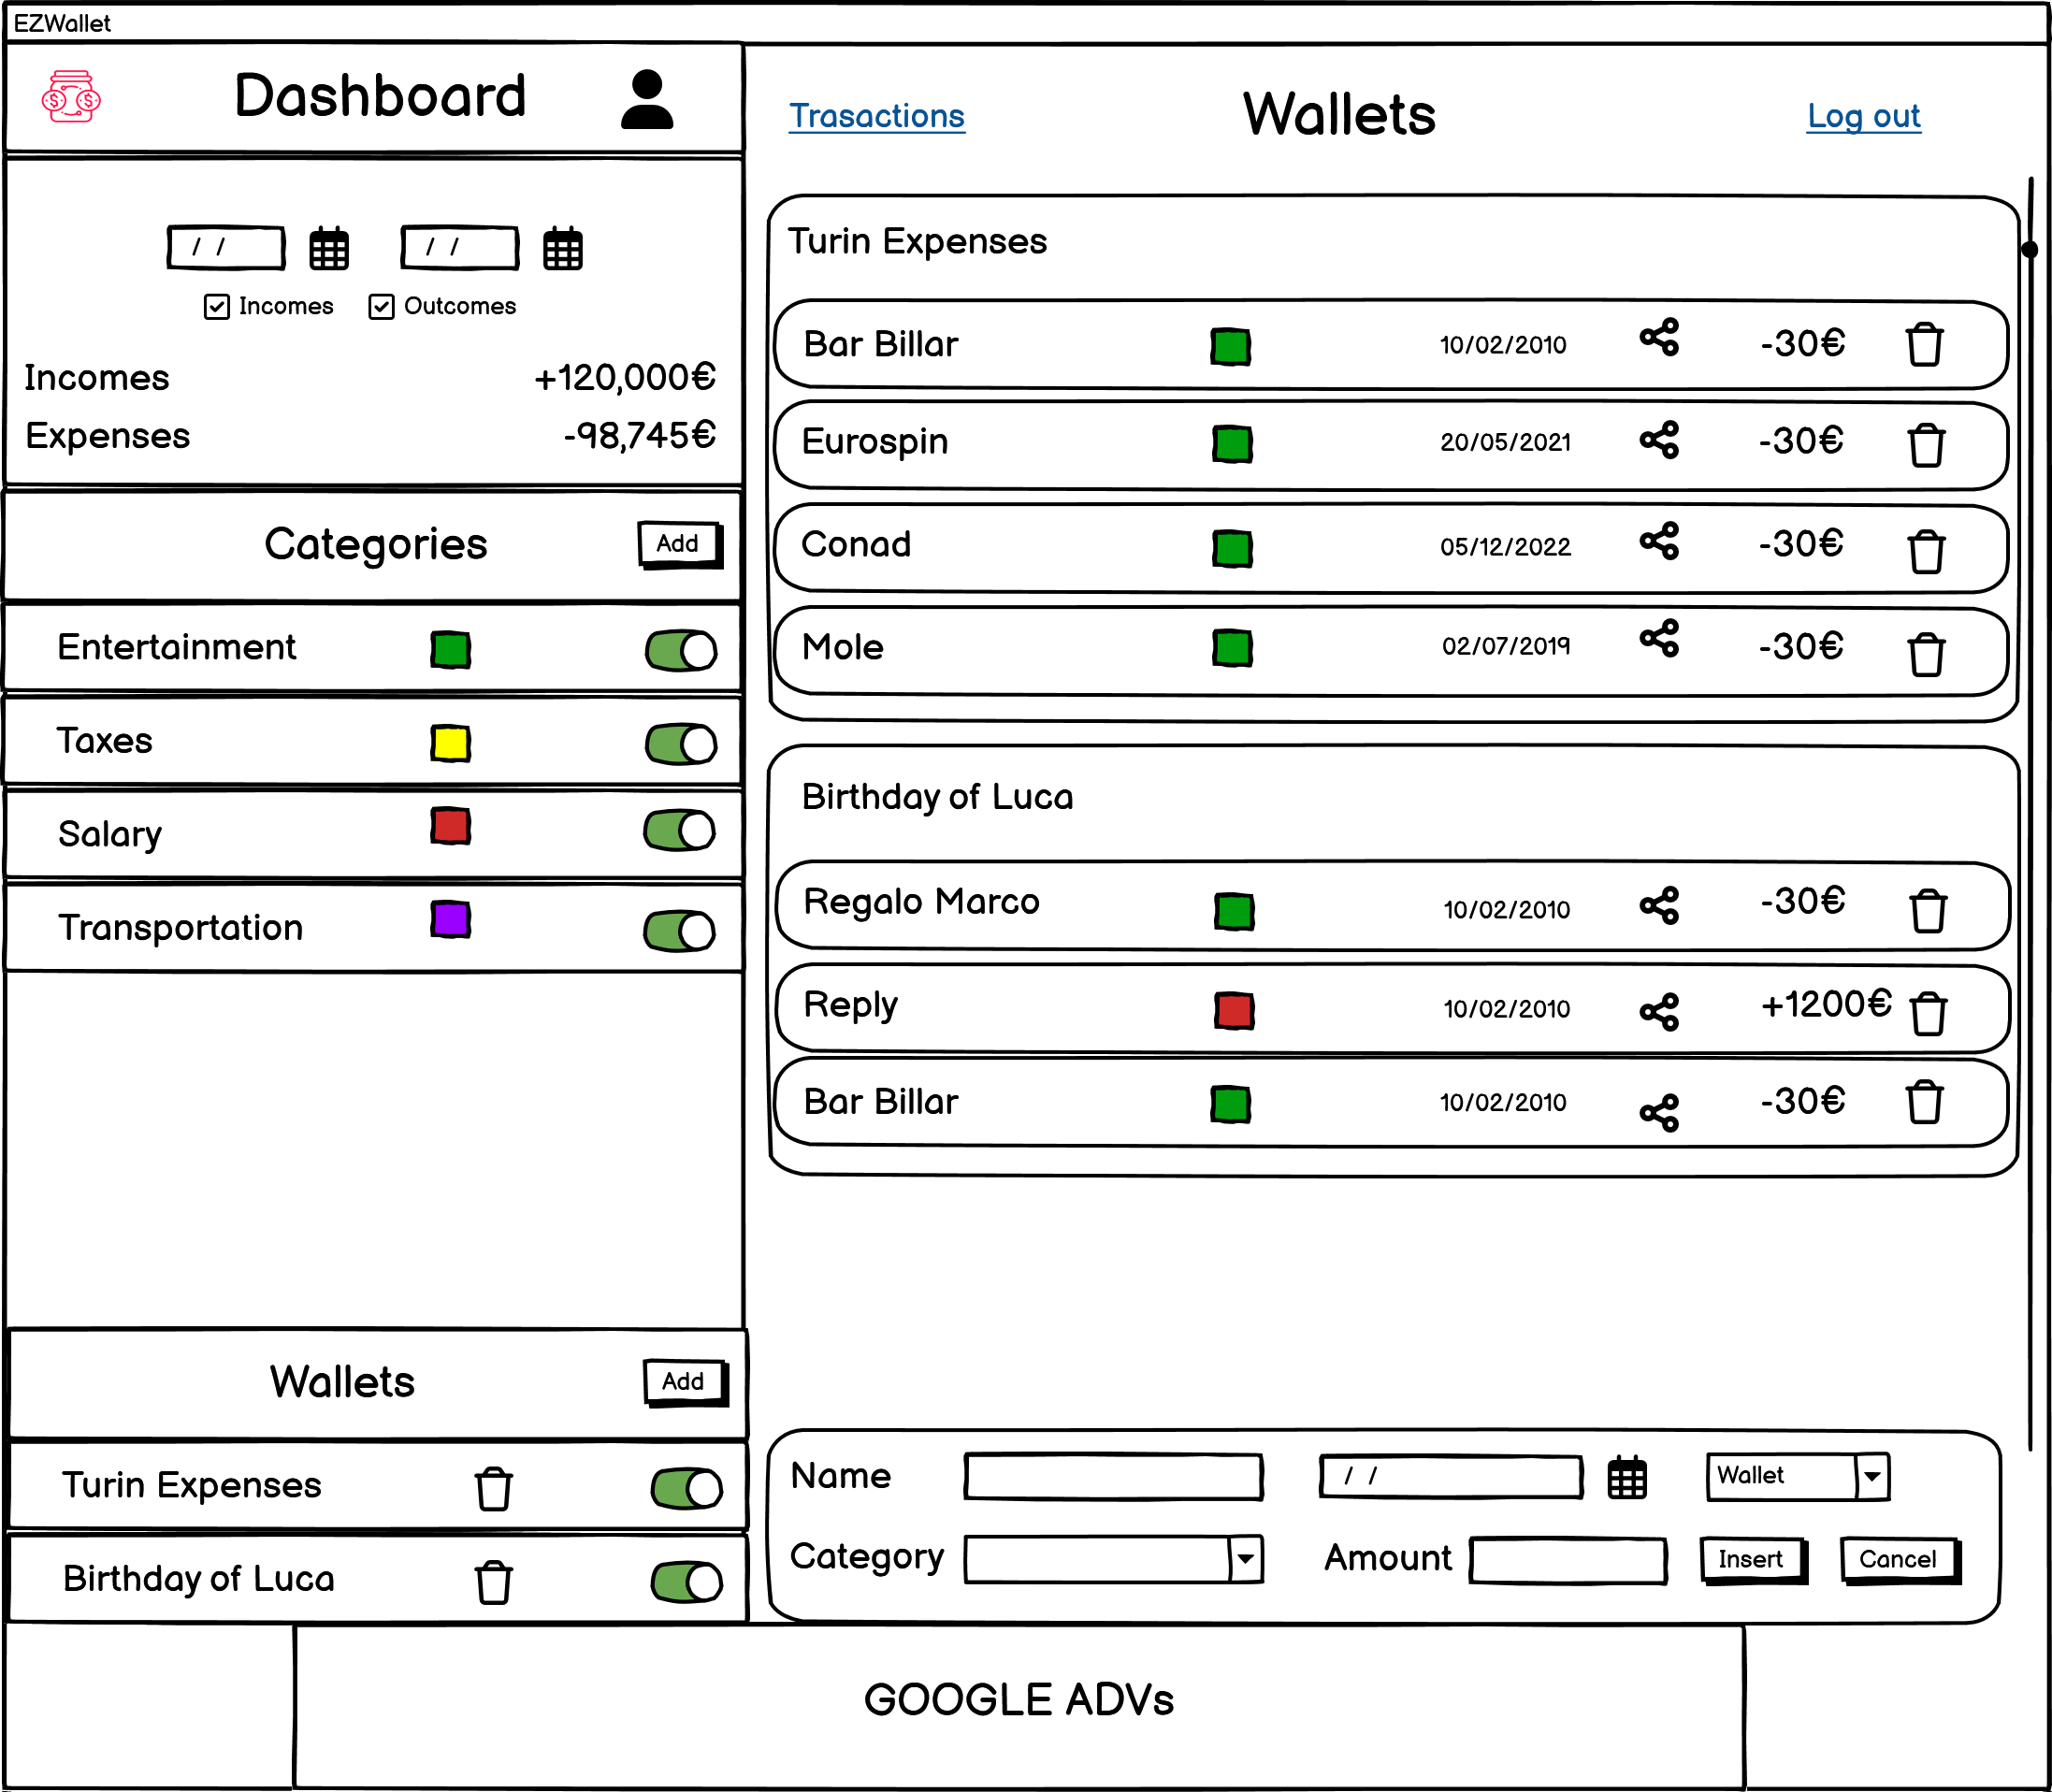 EZWallet
Dashboard
/ /
/ /
Incomes
Outcomes
Incomes +120,000€
Expenses -98,745€
Categories
Add
Entertainment
Taxes
Salary
Transportation
Wallets
Add
Turin Expenses
Birthday of Luca
Trasactions
Wallets
Log out
Turin Expenses
Bar Billar 10/02/2010 -30€
Eurospin 20/05/2021 -30€
Conad 05/12/2022 -30€
Mole 02/07/2019 -30€
Birthday of Luca
Regalo Marco 10/02/2010 -30€
Reply 10/02/2010 +1200€
Bar Billar 10/02/2010 -30€
Name / / Wallet
Category Amount Insert Cancel
GOOGLE ADVs